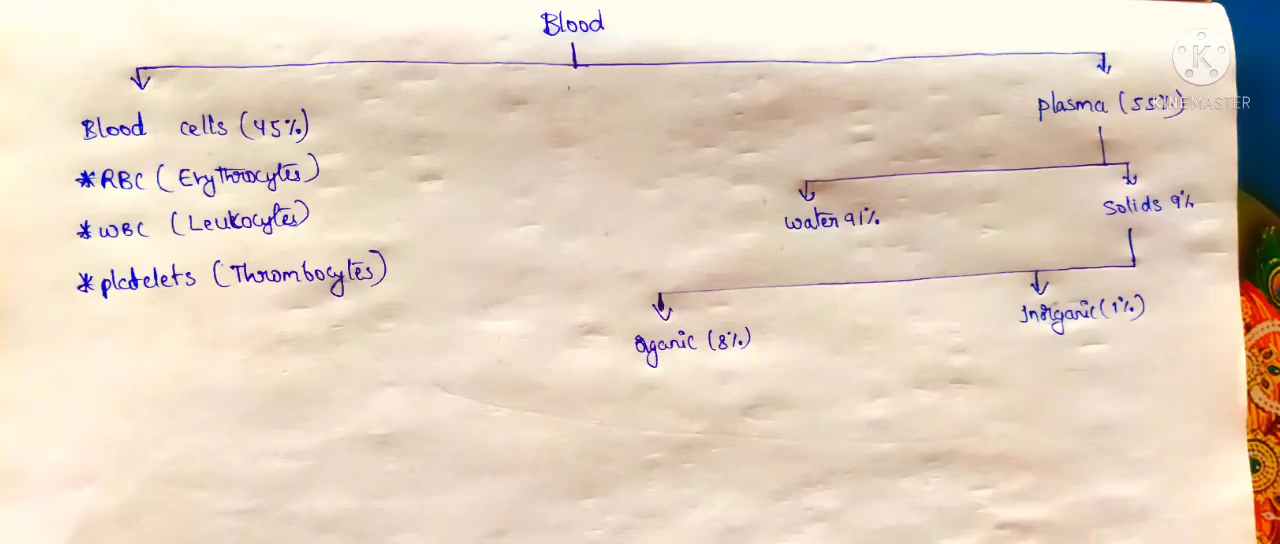 Blood
Blood cells (45%)
*RBC (Erythrocytes)
*WBC (Leukocytes)
*platelets (Thrombocytes)
plasma (55%)
K
KINEMASTER
water 91%
Solids 9%
Oganic (8%)
Inorganic (1%)